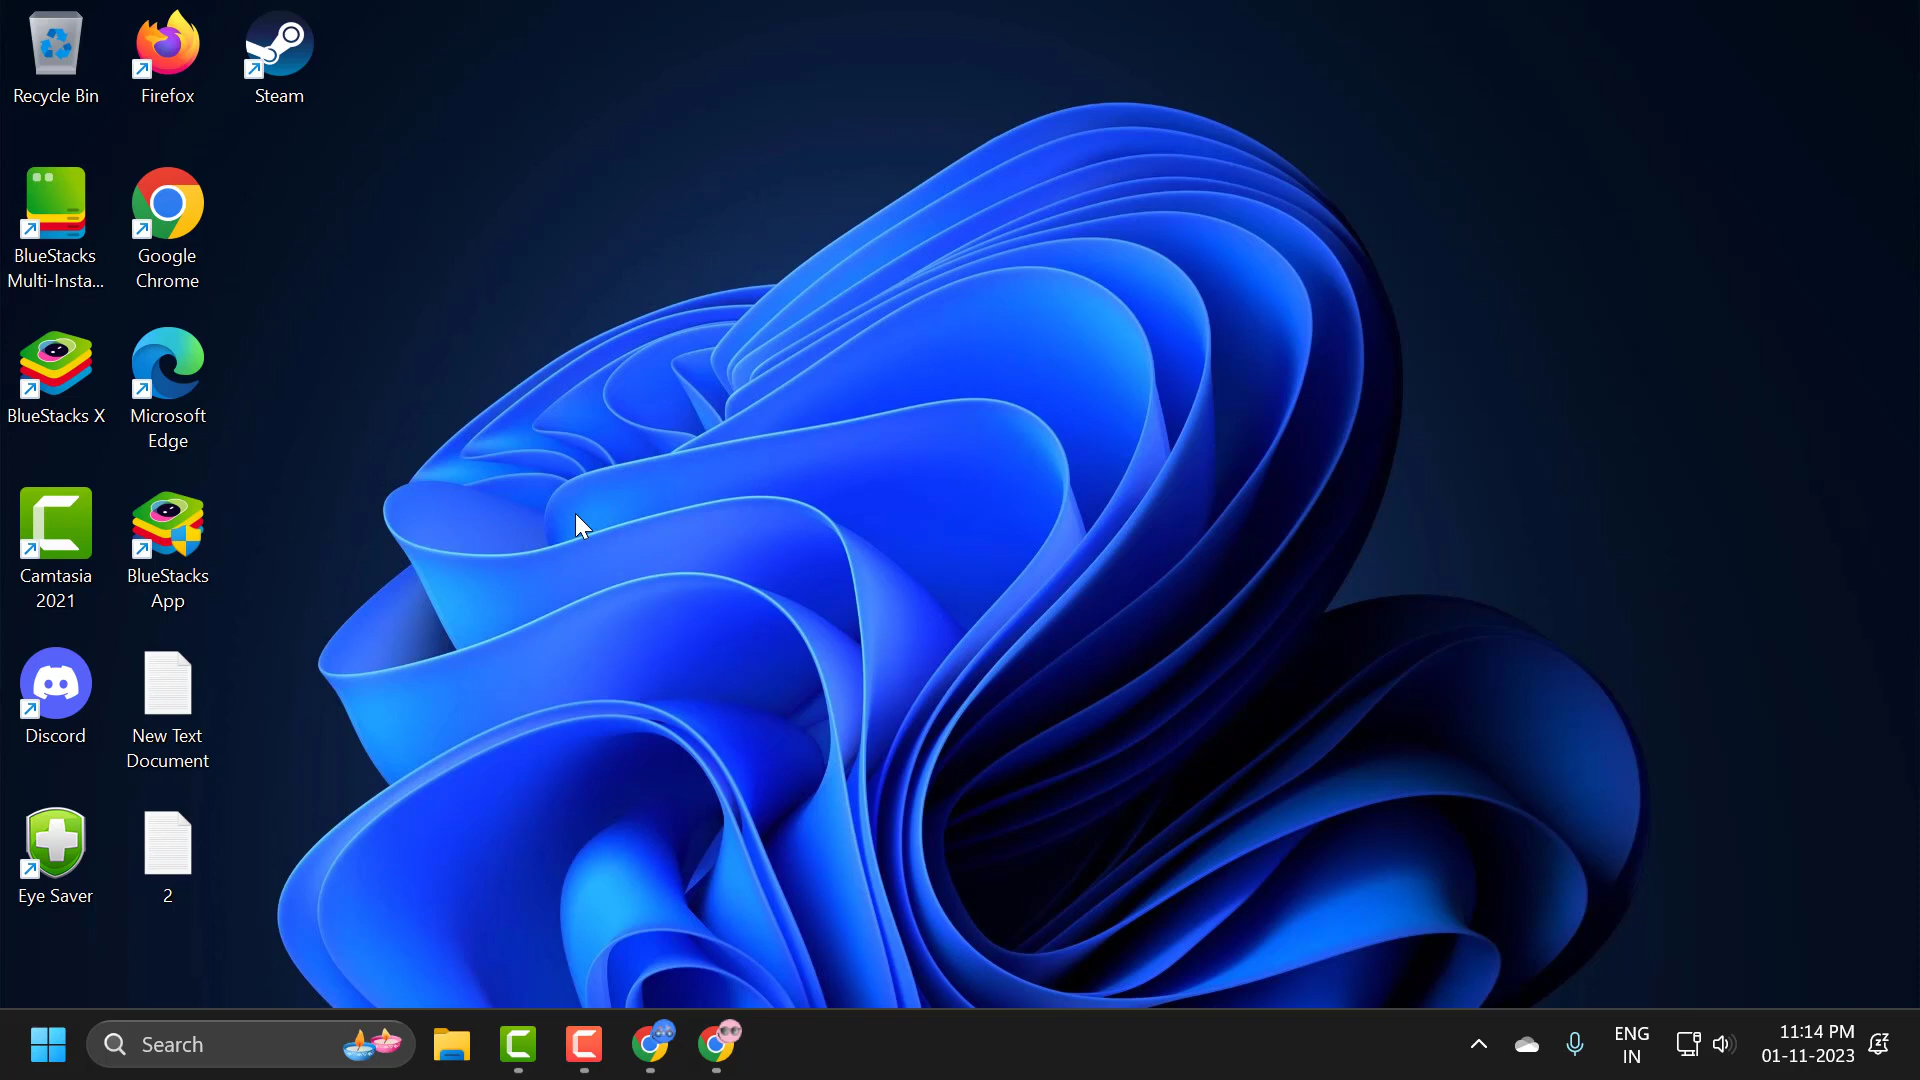 Recycle Bin
Firefox
Steam
BlueStacks
Multi-Insta...
Google
Chrome
BlueStacks X
Microsoft
Edge
Camtasia
2021
BlueStacks
App
Discord
New Text
Document
Eye Saver
2
Search
ENG
IN
11:14 PM
01-11-2023